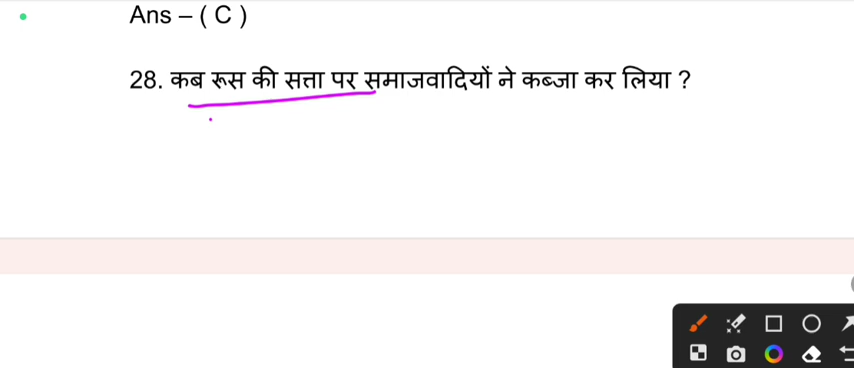 Ans – ( C )
28. कब रूस की सत्ता पर समाजवादियों ने कब्जा कर लिया ?